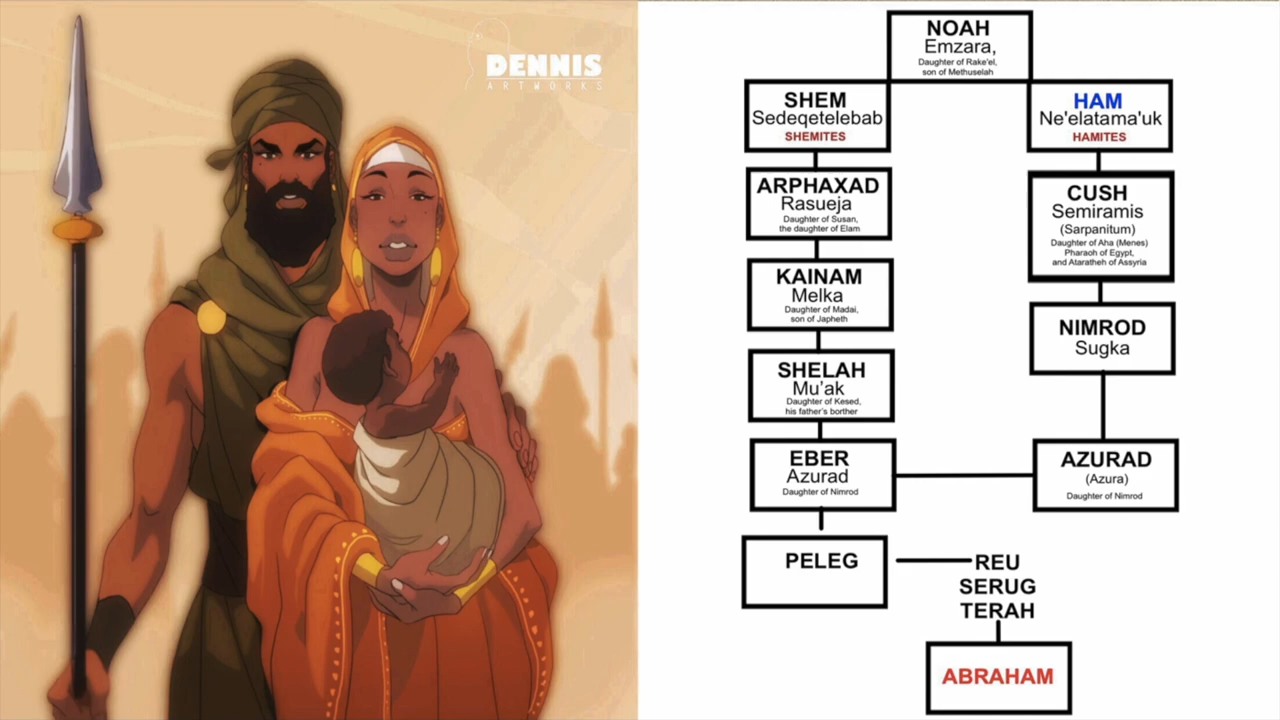 DENNIS
ARTWORKS
NOAH
Emzara,
Daughter of Rake'el,
son of Methuselah
SHEM
Sedeqetelebab
SHEMITES
HAM
Ne'elatama'uk
HAMITES
ARPHAXAD
Rasueja
Daughter of Susan,
the daughter of Elam
CUSH
Semiramis
(Sarpanitum)
Daughter of Aha (Menes)
Pharaoh of Egypt,
and Ataratheh of Assyria
KAINAM
Melka
Daughter of Madai,
son of Japheth
NIMROD
Sugka
SHELAH
Mu'ak
Daughter of Kesed,
his father's borther
EBER
Azurad
Daughter of Nimrod
AZURAD
(Azura)
Daughter of Nimrod
PELEG
REU
SERUG
TERAH
ABRAHAM